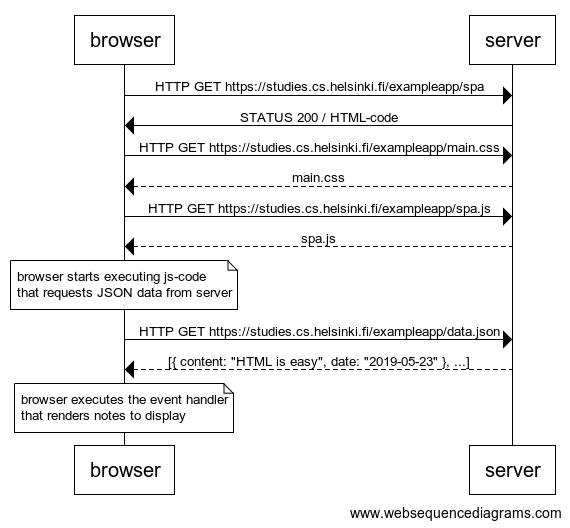 browser
server
HTTP GET https://studies.cs.helsinki.fi/exampleapp/spa
STATUS 200 / HTML-code
HTTP GET https://studies.cs.helsinki.fi/exampleapp/main.css
main.css
HTTP GET https://studies.cs.helsinki.fi/exampleapp/spa.js
spa.js
browser starts executing js-code
that requests JSON data from server
HTTP GET https://studies.cs.helsinki.fi/exampleapp/data.json
[{ content: "HTML is easy", date: "2019-05-23" }, ...]
browser executes the event handler
that renders notes to display
browser
server
www.websequencediagrams.com